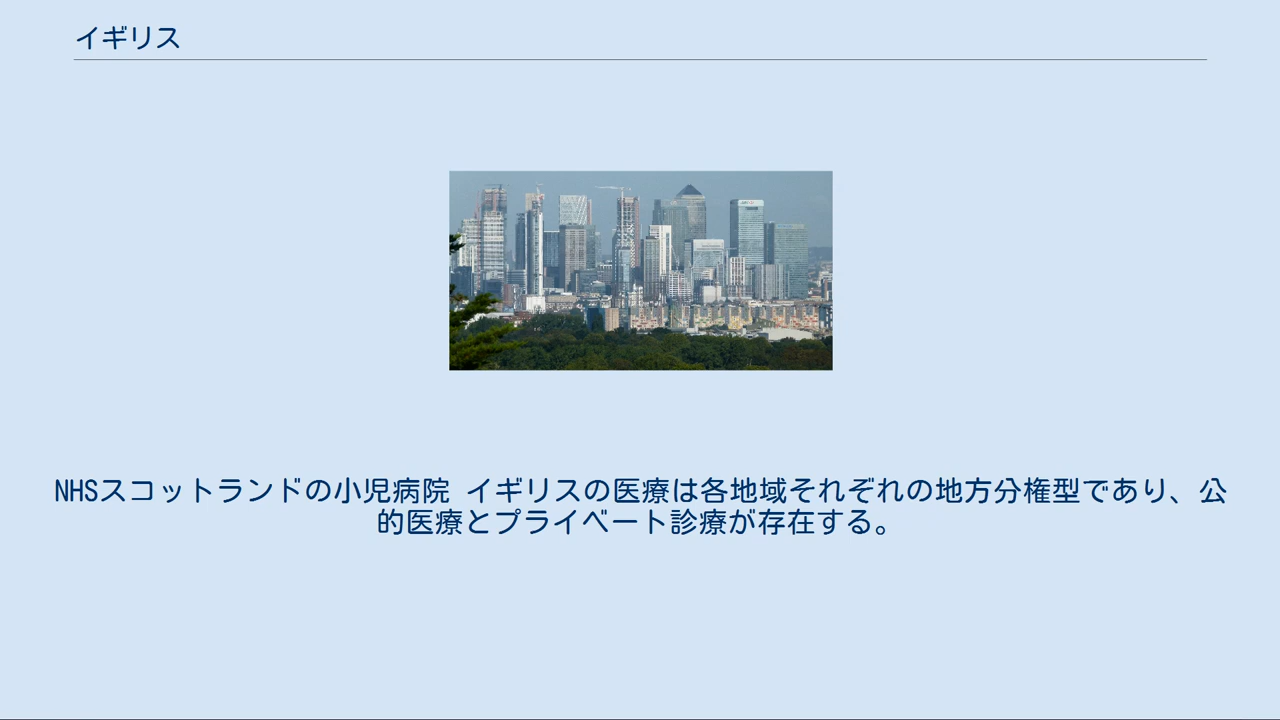 イギリス
NHSスコットランドの小児病院 イギリスの医療は各地域それぞれの地方分権型であり、公
的医療とプライベート診療が存在する。